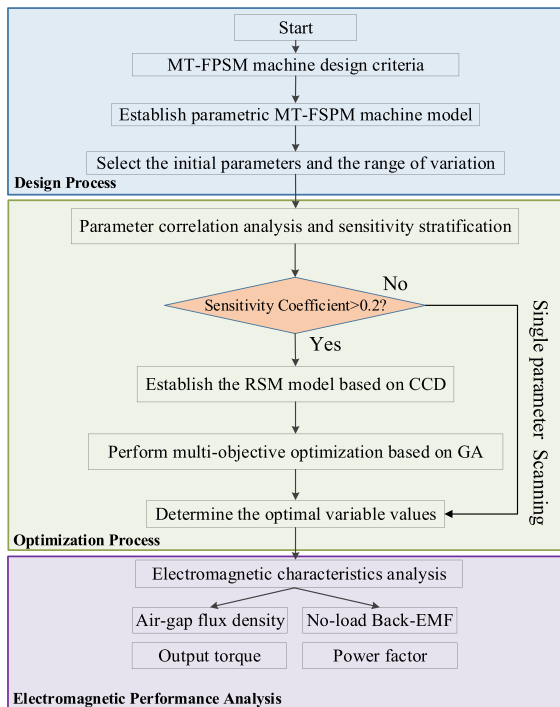 Start
MT-FPSM machine design criteria
Establish parametric MT-FSPM machine model
Select the initial parameters and the range of variation
Design Process
Parameter correlation analysis and sensitivity stratification
No
Sensitivity Coefficient>0.2?
Yes
Single parameter Scanning
Establish the RSM model based on CCD
Perform multi-objective optimization based on GA
Determine the optimal variable values
Optimization Process
Electromagnetic characteristics analysis
Air-gap flux density
No-load Back-EMF
Output torque
Power factor
Electromagnetic Performance Analysis